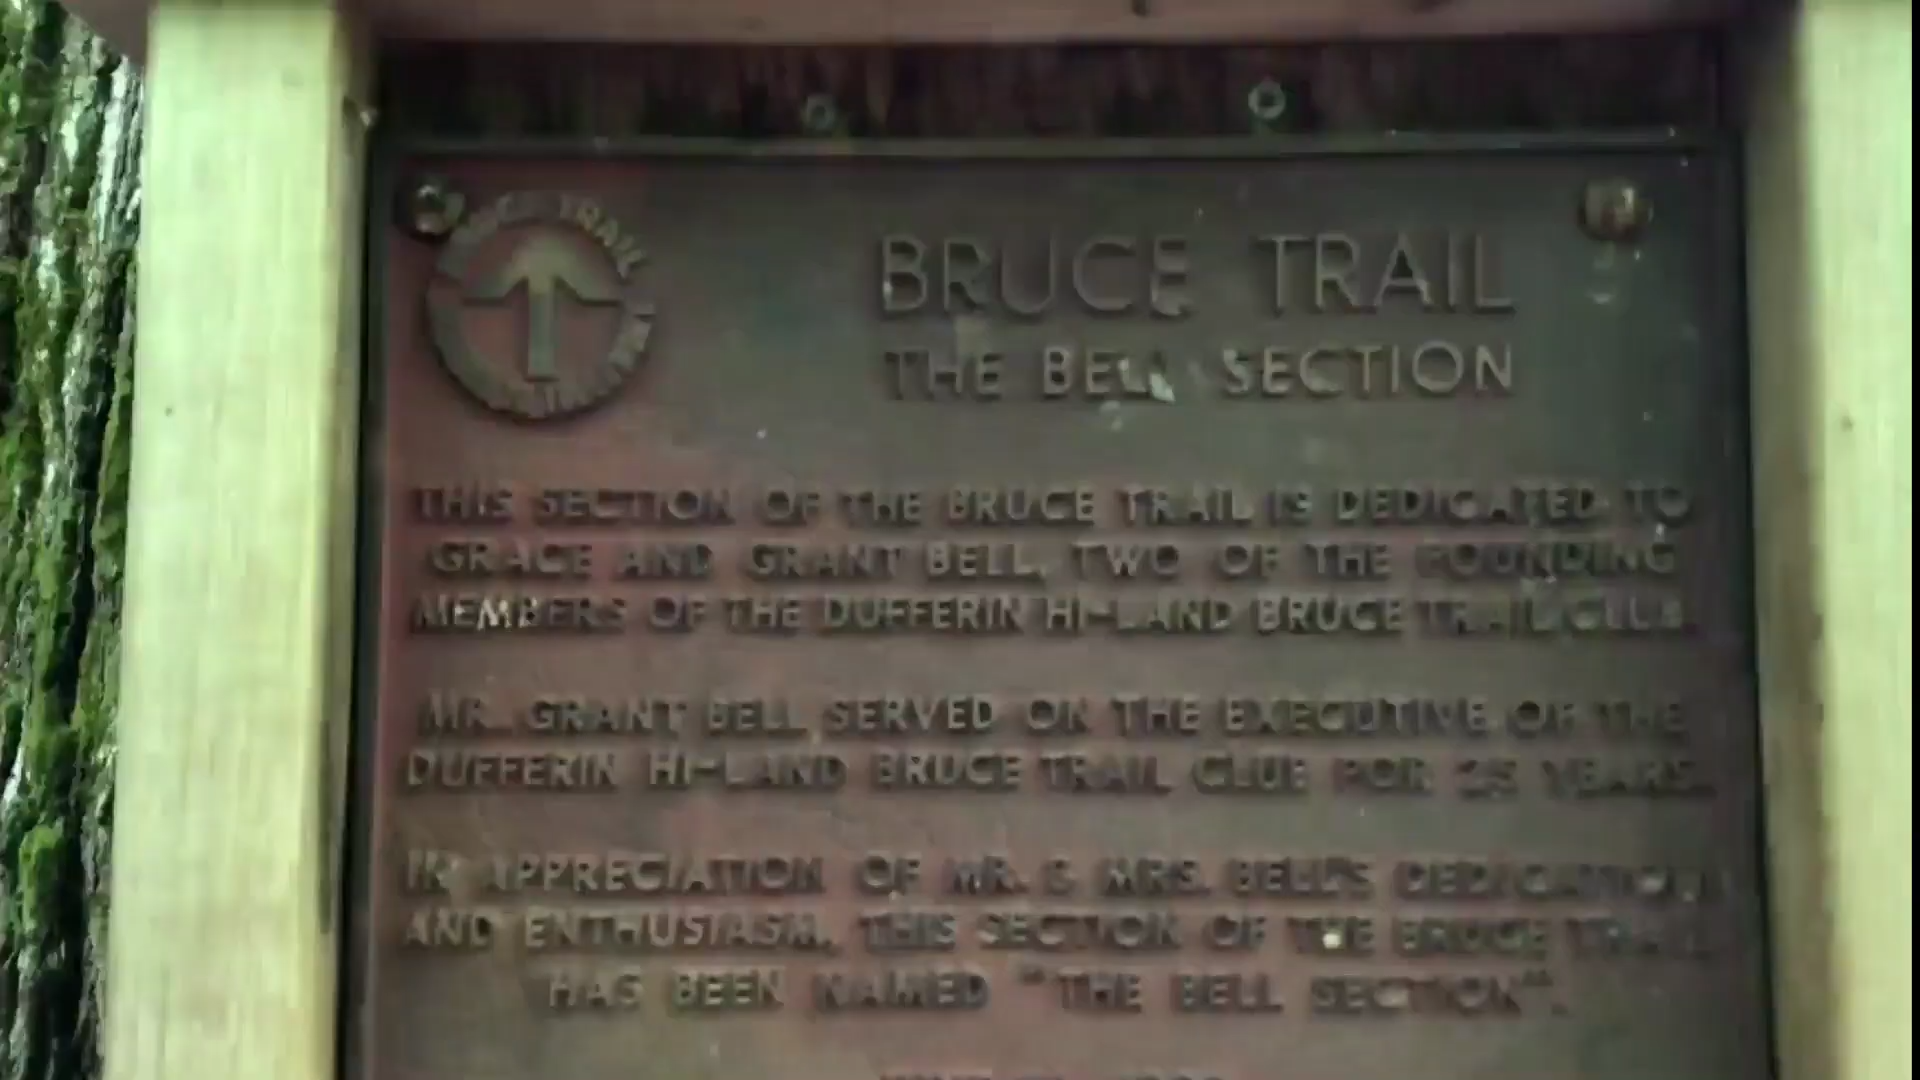 BRUCE TRAIL
BRUCE TRAIL
THE BELL SECTION
THIS SECTION OF THE BRUCE TRAIL IS DEDICATED TO
GRACE AND GRANT BELL, TWO OF THE FOUNDING
MEMBERS OF THE DUFFERIN HI-LAND BRUCE TRAIL CLUB.
MR. GRANT BELL SERVED ON THE EXECUTIVE OF THE
DUFFERIN HI-LAND BRUCE TRAIL CLUB FOR 25 YEARS.
IN APPRECIATION OF MR. & MRS. BELL'S DEDICATION
AND ENTHUSIASM, THIS SECTION OF THE BRUCE TRAIL
HAS BEEN NAMED "THE BELL SECTION".